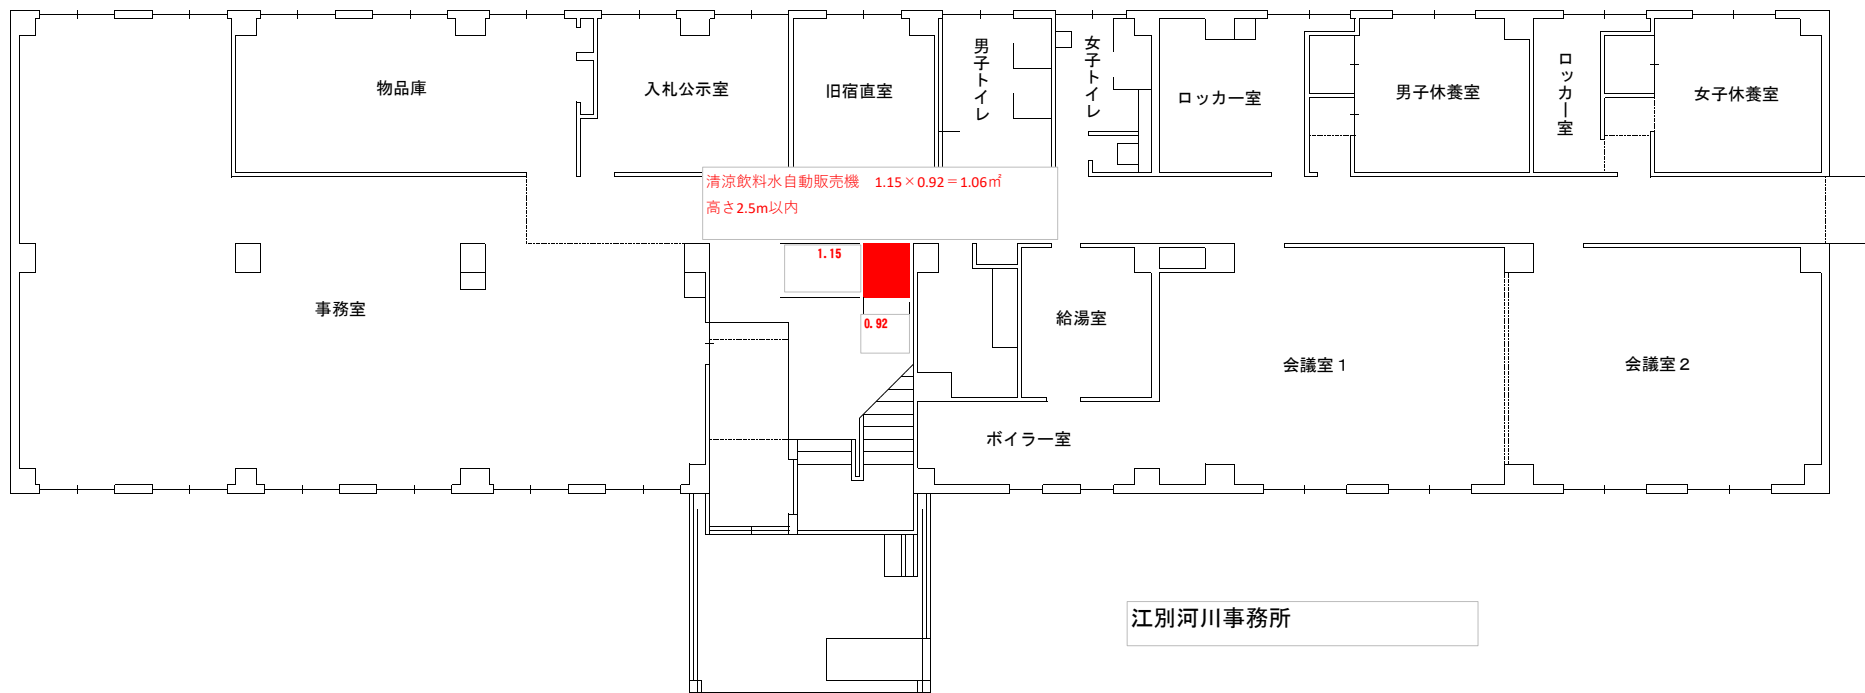 物品庫
入札公示室
旧宿直室
男子トイレ
女子トイレ
ロッカー室
男子休養室
ロッカー室
女子休養室
清涼飲料水自動販売機　1.15×0.92＝1.06㎡
高さ2.5m以内
1.15
0.92
事務室
給湯室
会議室１
会議室２
ボイラー室
江別河川事務所